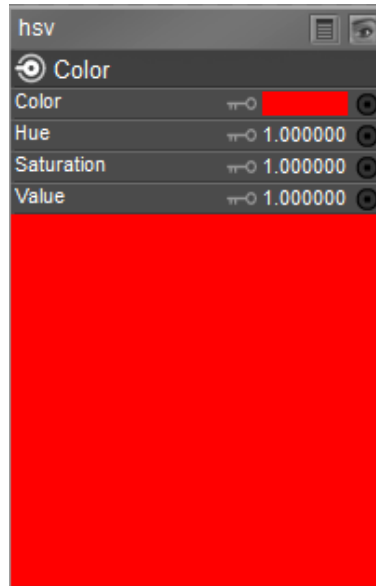 hsv
Color
Color
Hue 1.000000
Saturation 1.000000
Value 1.000000